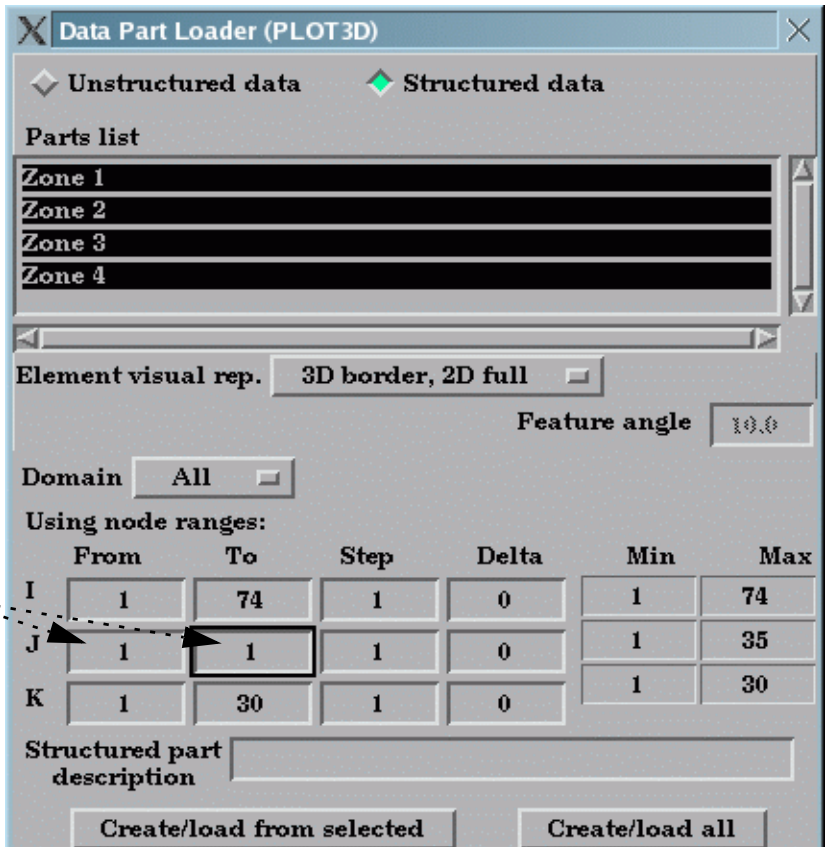 Data Part Loader (PLOT3D)
Unstructured data Structured data
Parts list
Zone 1
Zone 2
Zone 3
Zone 4
Element visual rep. 3D border, 2D full
Feature angle 10.0
Domain All
Using node ranges:
From To Step Delta Min Max
I 1 74 1 0 1 74
J 1 1 1 0 1 35
K 1 30 1 0 1 30
Structured part
description
Create/load from selected Create/load all